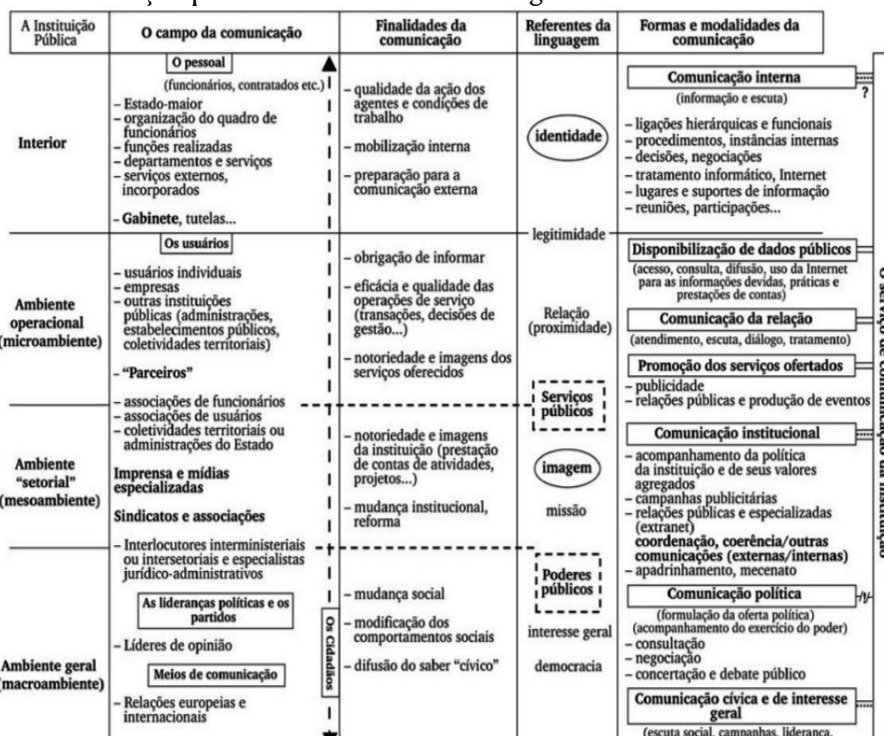 A Instituição
Pública
O campo da comunicação
Finalidades da
comunicação
Referentes da
linguagem
Formas e modalidades da
comunicação
Interior
O pessoal
(funcionários, contratados etc.)
– Estado-maior
– organização do quadro de
funcionários
– funções realizadas
– departamentos e serviços
– serviços externos,
incorporados
– Gabinete, tutelas...
– qualidade da ação dos
agentes e condições de
trabalho
– mobilização interna
– preparação para a
comunicação externa
identidade
legitimidade
Comunicação interna
?
(informação e escuta)
– ligações hierárquicas e funcionais
– procedimentos, instâncias internas
– decisões, negociações
– tratamento informático, Internet
– lugares e suportes de informação
– reuniões, participações...
Ambiente
operacional
(microambiente)
Os usuários
– usuários individuais
– empresas
– outras instituições
públicas (administrações,
estabelecimentos públicos,
coletividades territoriais)
– "Parceiros"
– obrigação de informar
– eficácia e qualidade das
operações de serviço
(transações, decisões de
gestão...)
– notoriedade e imagens dos
serviços oferecidos
Relação
(proximidade)
Serviços
públicos
Disponibilização de dados públicos
(acesso, consulta, difusão, uso da Internet
para as informações devidas, práticas e
prestações de contas)
Comunicação da relação
(atendimento, escuta, diálogo, tratamento)
Promoção dos serviços ofertados
– publicidade
– relações públicas e produção de eventos
Ambiente
"setorial"
(mesoambiente)
– associações de funcionários
– associações de usuários
– coletividades territoriais ou
administrações do Estado
Imprensa e mídias
especializadas
Sindicatos e associações
– Interlocutores interministeriais
ou intersetoriais e especialistas
jurídico-administrativos
– notoriedade e imagens
da instituição (prestação
de contas de atividades,
projetos...)
– mudança institucional,
reforma
imagem
missão
Poderes
públicos
Comunicação institucional
– acompanhamento da política
da instituição e de seus valores
agregados
– campanhas publicitárias
– relações públicas e especializadas
(extranet)
coordenação, coerência/outras
comunicações (externas/internas)
– apadrinhamento, mecenato
Ambiente geral
(macroambiente)
As lideranças políticas e os
partidos
– Líderes de opinião
Meios de comunicação
– Relações europeias e
internacionais
Os Cidadãos
– mudança social
– modificação dos
comportamentos sociais
– difusão do saber "cívico"
interesse geral
democracia
Comunicação política
(formulação da oferta política)
(acompanhamento do exercício do poder)
– consultação
– negociação
– concertação e debate público
Comunicação cívica e de interesse
geral
(escuta social, campanhas, liderança,